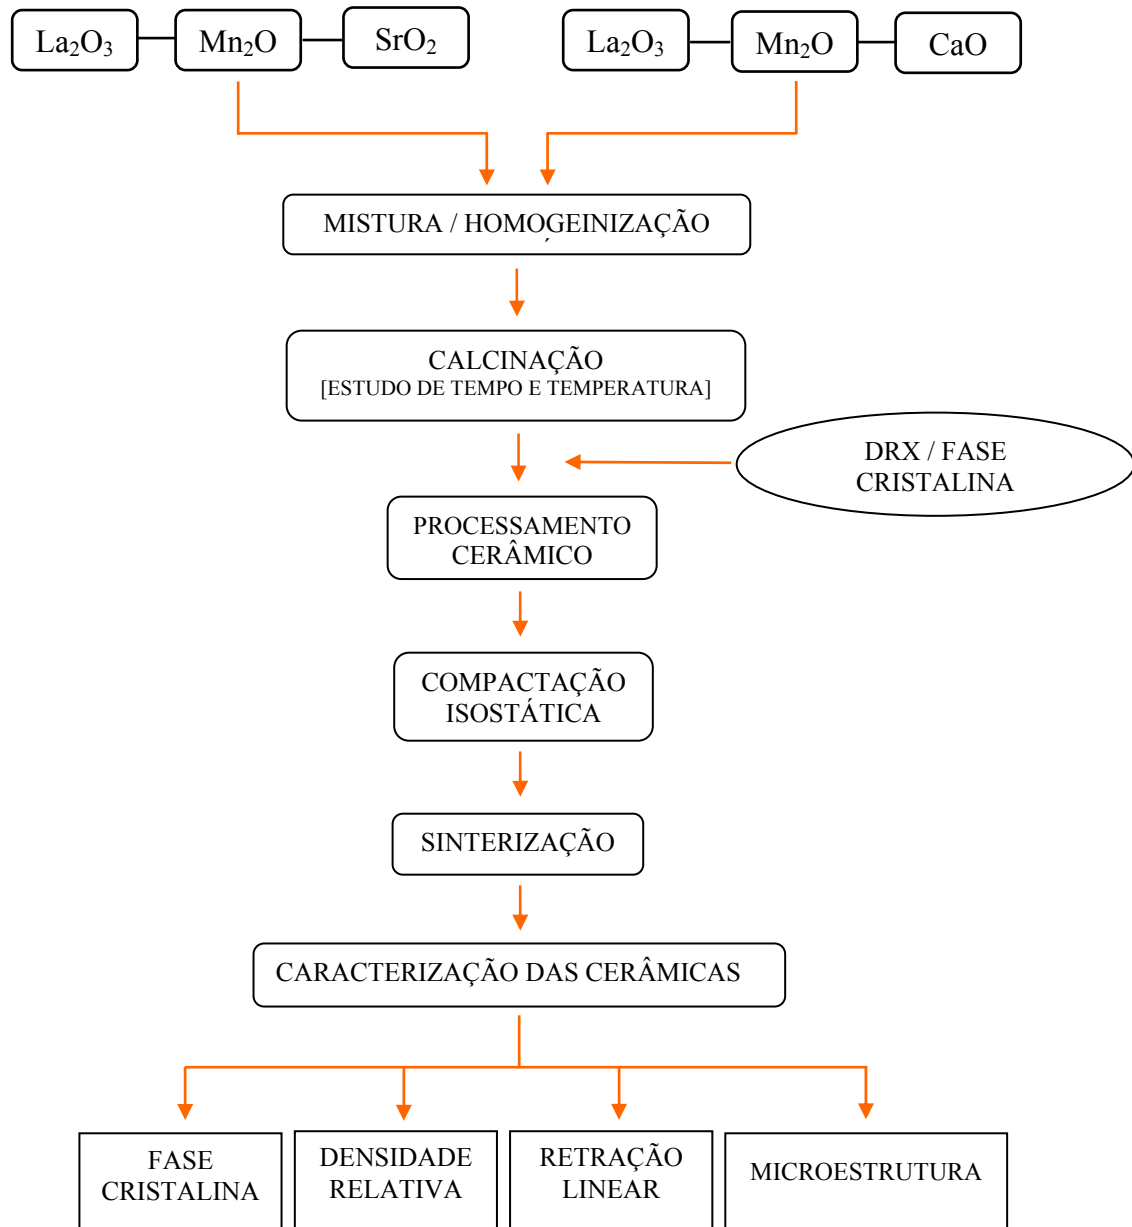 La₂O₃ Mn₂O SrO₂ La₂O₃ Mn₂O CaO
MISTURA / HOMOGEINIZAÇÃO
CALCINAÇÃO
[ESTUDO DE TEMPO E TEMPERATURA]
DRX / FASE
CRISTALINA
PROCESSAMENTO
CERÂMICO
COMPACTAÇÃO
ISOSTÁTICA
SINTERIZAÇÃO
CARACTERIZAÇÃO DAS CERÂMICAS
FASE
CRISTALINA
DENSIDADE
RELATIVA
RETRAÇÃO
LINEAR
MICROESTRUTURA